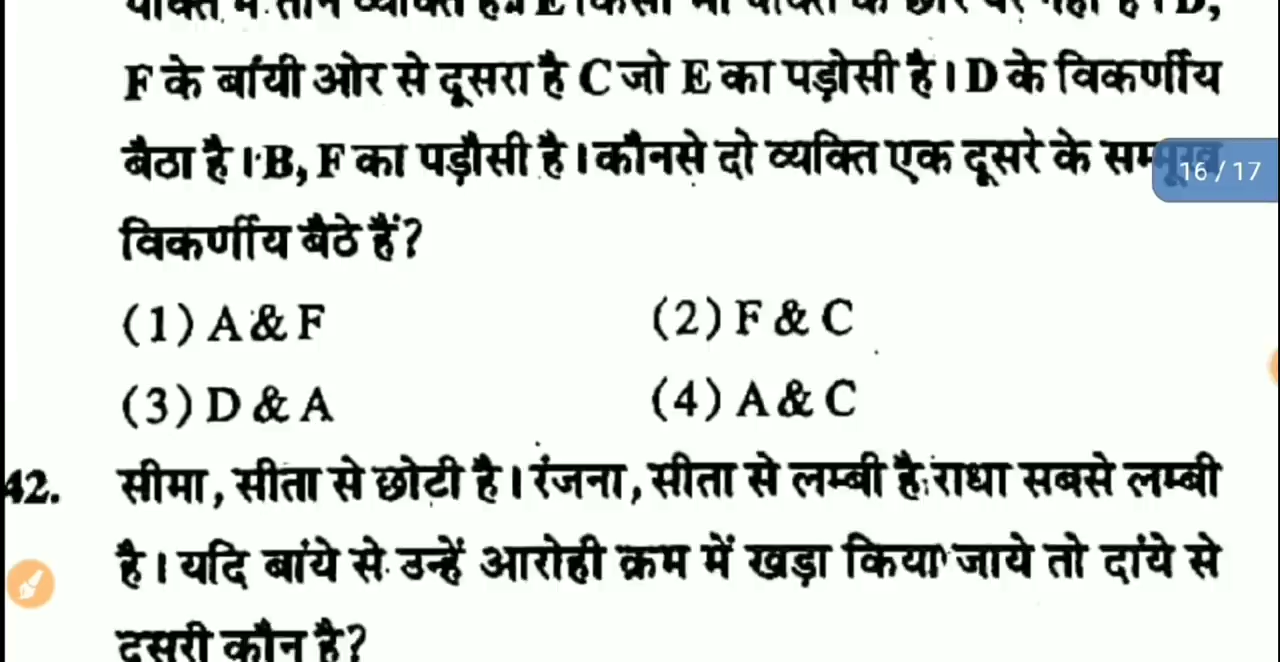 F के बांयी ओर से दूसरा है C जो E का पड़ोसी है। D के विकर्णीय
बैठा है। B, F का पड़ौसी है। कौनसे दो व्यक्ति एक दूसरे के
16 / 17
विकर्णीय बैठे हैं?
(1) A & F
(2) F & C
(3) D & A
(4) A & C
42. सीमा, सीता से छोटी है। रंजना, सीता से लम्बी है राधा सबसे लम्बी
है। यदि बांये से उन्हें आरोही क्रम में खड़ा किया जाये तो दांये से
दूसरी कौन है?